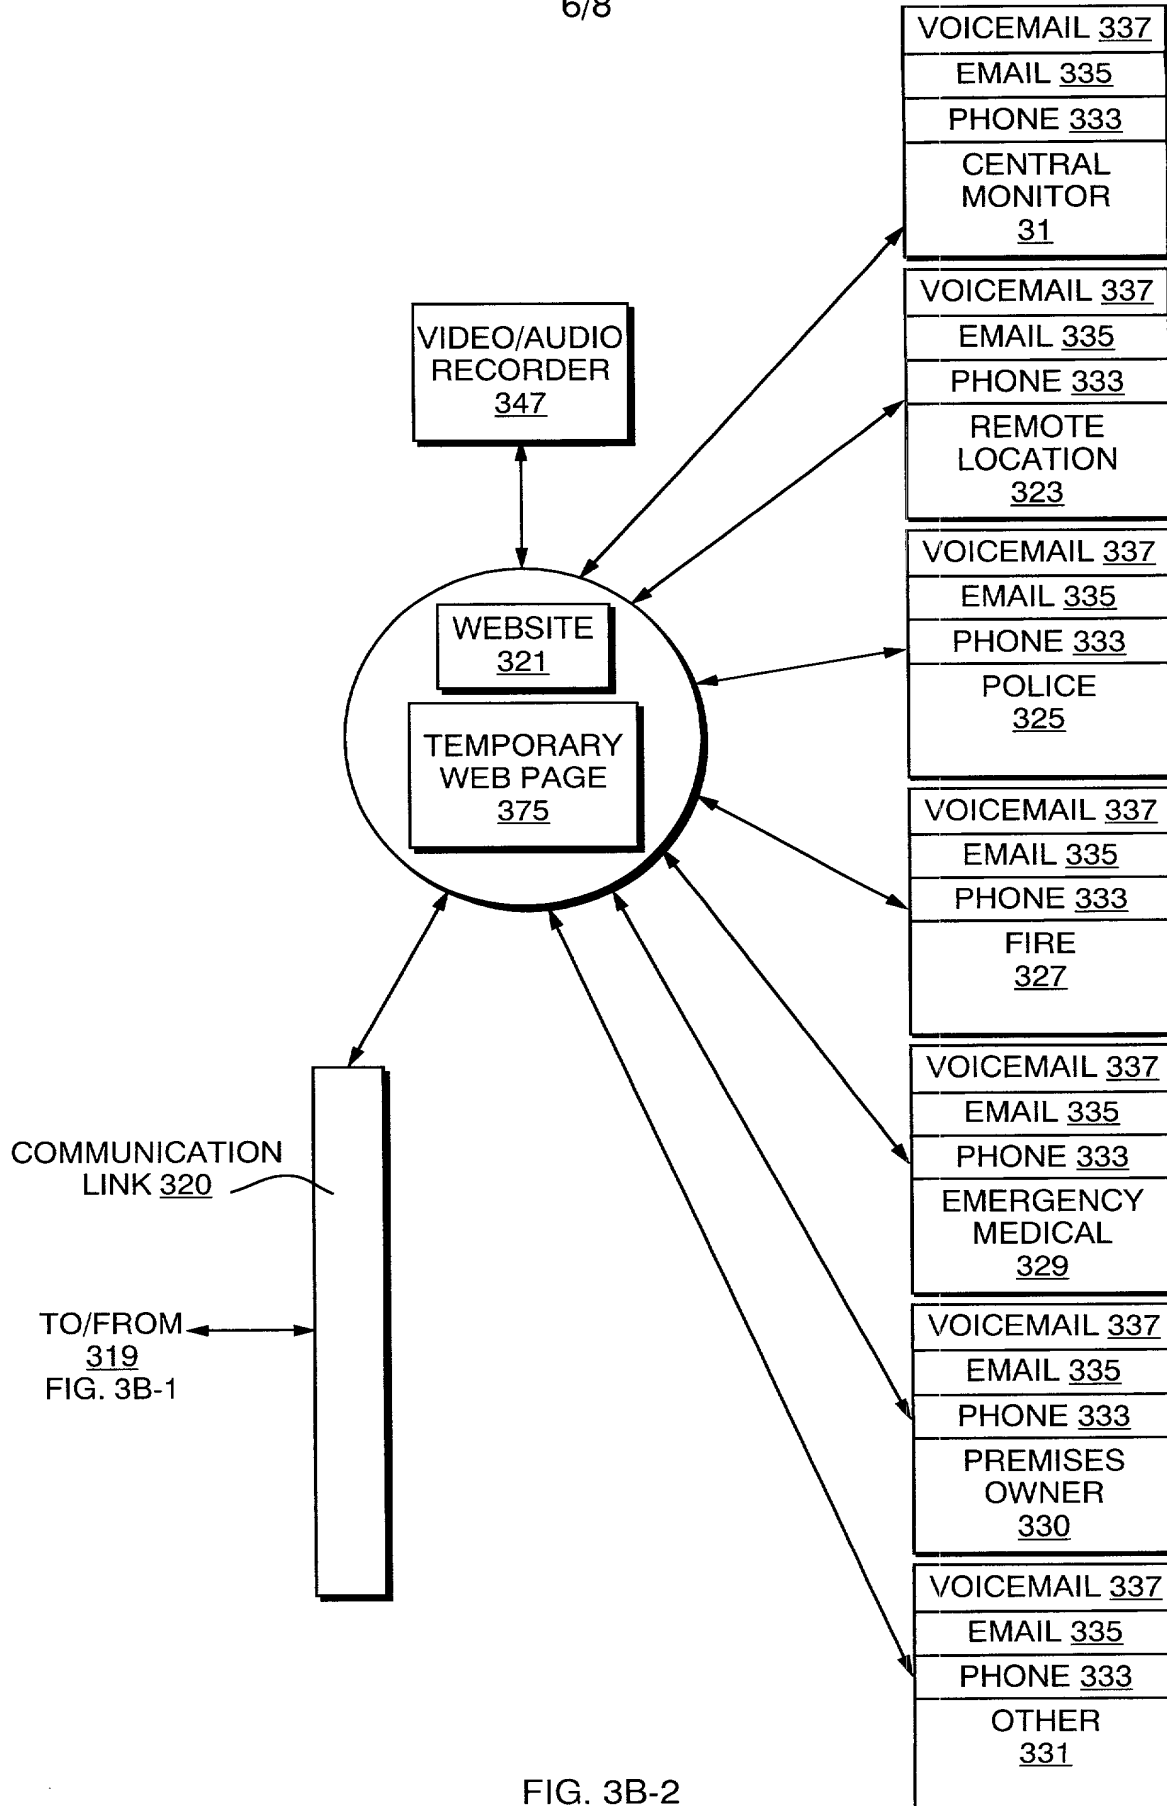 6/8
VOICEMAIL 337
EMAIL 335
PHONE 333
CENTRAL
MONITOR
31
VOICEMAIL 337
EMAIL 335
PHONE 333
REMOTE
LOCATION
323
VIDEO/AUDIO
RECORDER
347
VOICEMAIL 337
EMAIL 335
PHONE 333
POLICE
325
WEBSITE
321
TEMPORARY
WEB PAGE
375
VOICEMAIL 337
EMAIL 335
PHONE 333
FIRE
327
VOICEMAIL 337
EMAIL 335
PHONE 333
EMERGENCY
MEDICAL
329
COMMUNICATION
LINK 320
TO/FROM
319
FIG. 3B-1
VOICEMAIL 337
EMAIL 335
PHONE 333
PREMISES
OWNER
330
VOICEMAIL 337
EMAIL 335
PHONE 333
OTHER
331
FIG. 3B-2